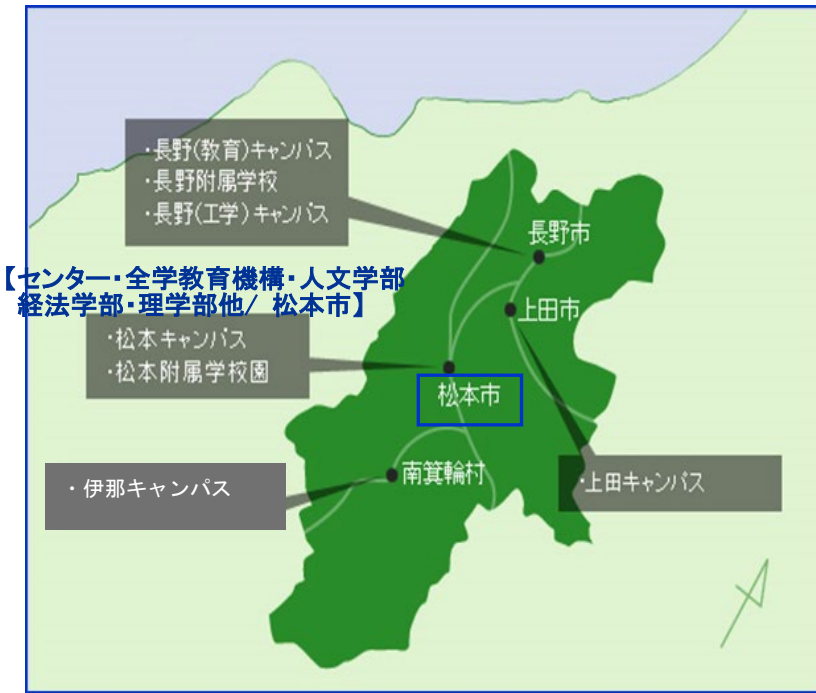 ・長野(教育)キャンパス
・長野附属学校
・長野(工学)キャンパス
長野市
【センター・全学教育機構・人文学部
経法学部・理学部他/ 松本市】
上田市
・松本キャンパス
・松本附属学校園
松本市
・伊那キャンパス
南箕輪村
・上田キャンパス